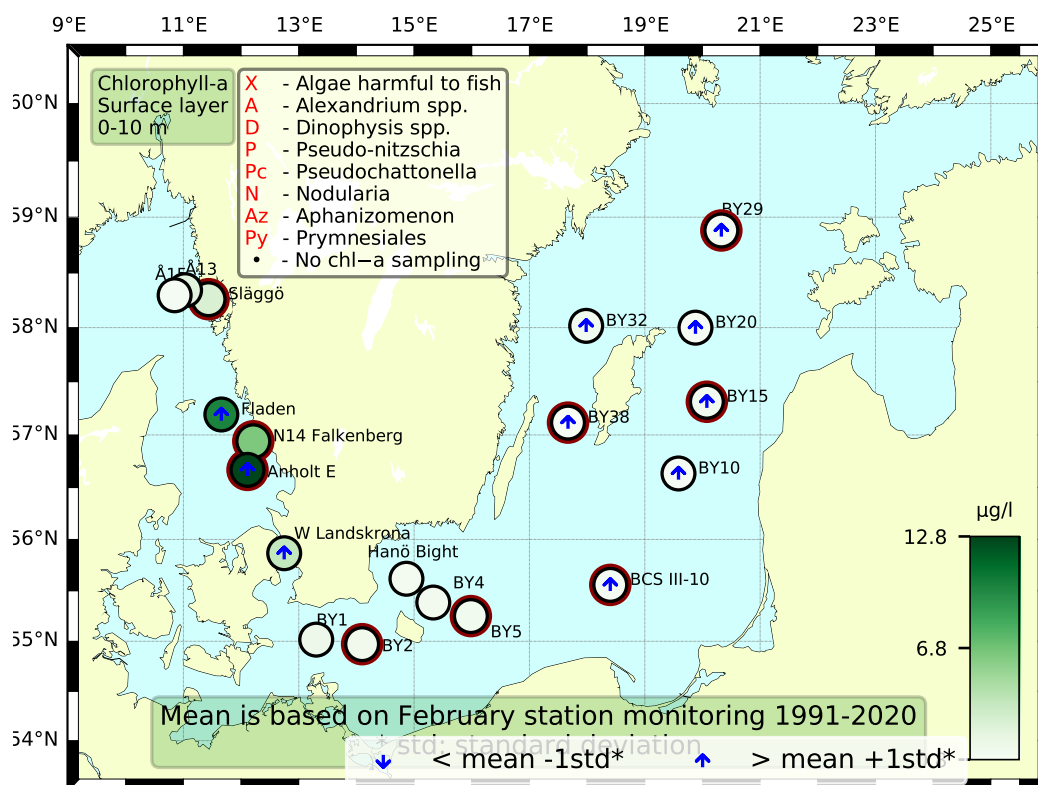 9°E 11°E 13°E 15°E 17°E 19°E 21°E 23°E 25°E
Chlorophyll-a
Surface layer
0-10 m
X - Algae harmful to fish
A - Alexandrium spp.
D - Dinophysis spp.
P - Pseudo-nitzschia
Pc - Pseudochattonella
N - Nodularia
Az - Aphanizomenon
Py - Prymnesiales
• - No chl−a sampling
50°N
59°N
58°N
57°N
56°N
55°N
54°N
BY29
Å13
Släggö
BY32
BY20
BY15
BY38
Fladen
N14 Falkenberg
Anholt E
BY10
W Landskrona
Hanö Bight
BCS III-10
BY4
BY1
BY5
BY2
µg/l
12.8
6.8
Mean is based on February station monitoring 1991-2020
* std: standard deviation
< mean -1std* > mean +1std*